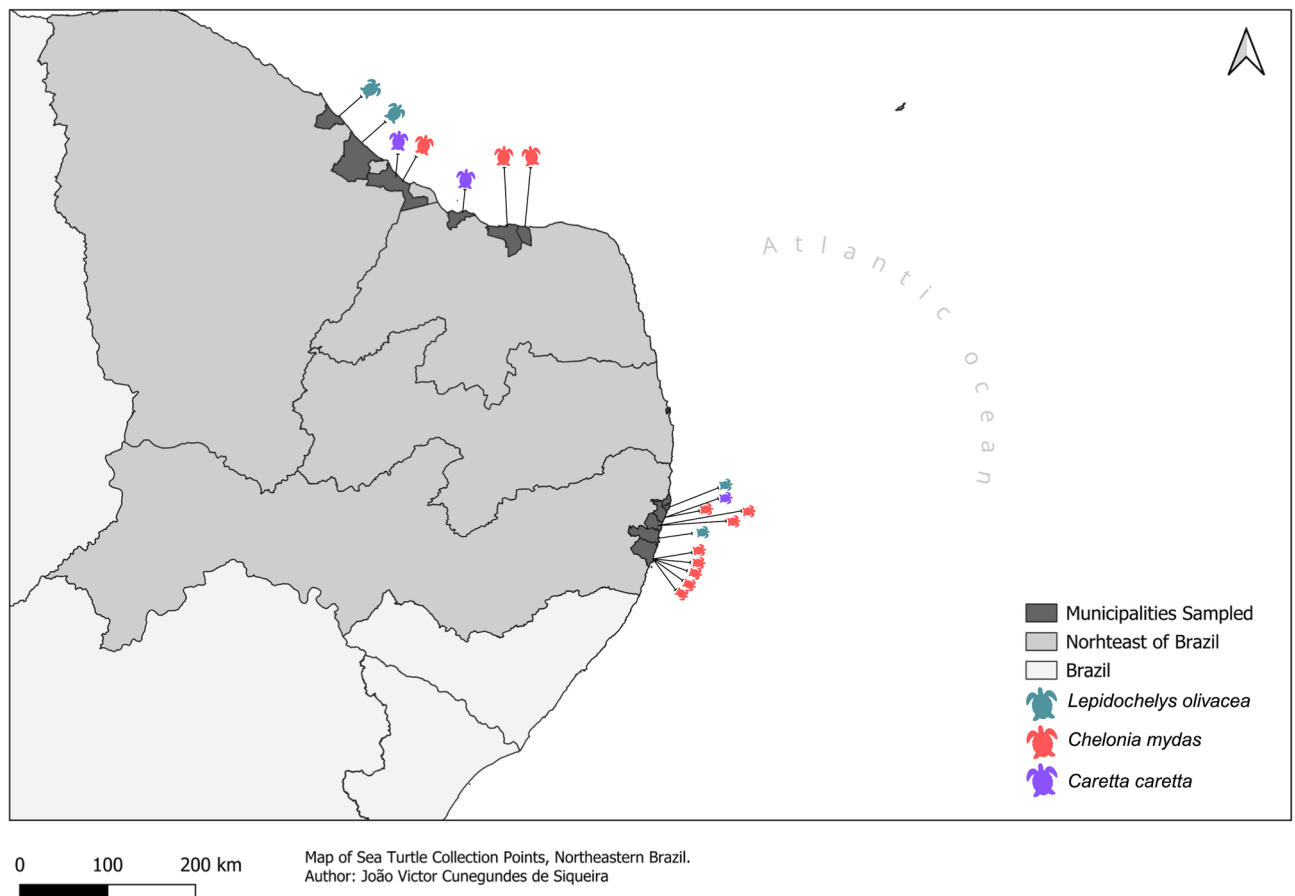 Atlantic ocean
Municipalities Sampled
Norhteast of Brazil
Brazil
Lepidochelys olivacea
Chelonia mydas
Caretta caretta
0 100 200 km
Map of Sea Turtle Collection Points, Northeastern Brazil.
Author: João Victor Cunegundes de Siqueira